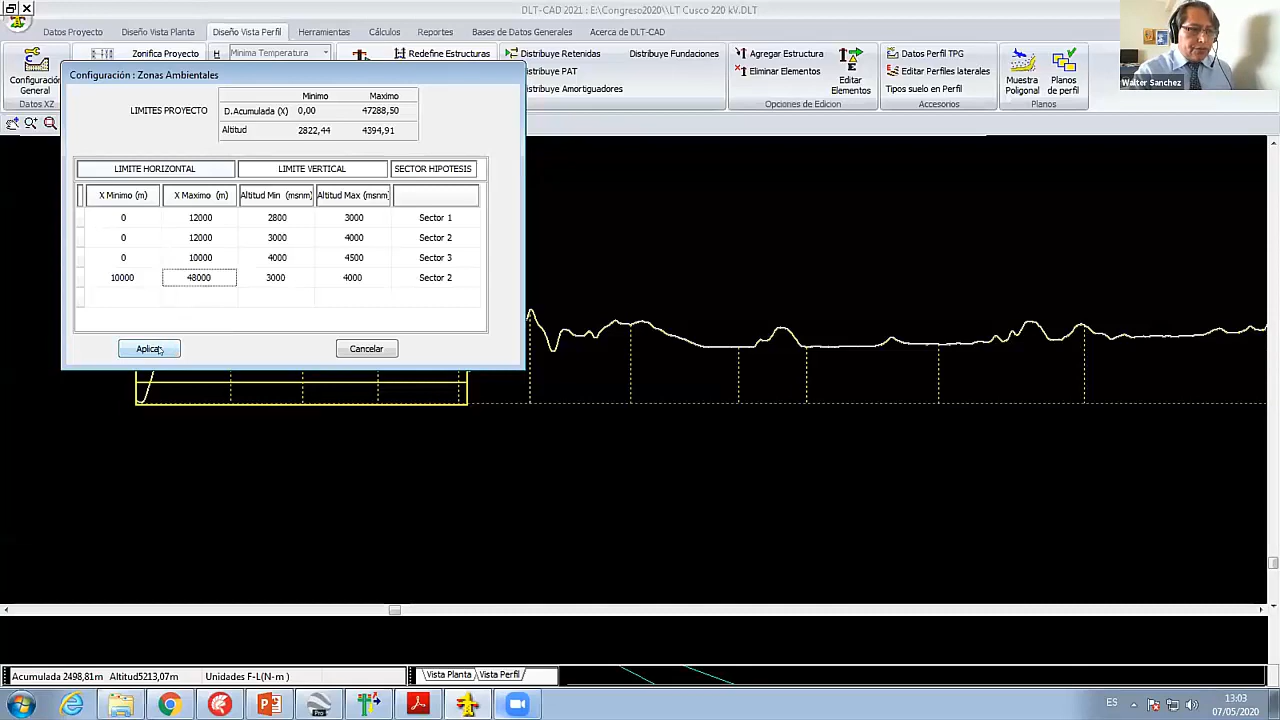 DLT-CAD 2021 : E:\Congreso2020\\LT Cusco 220 kV.DLT
Datos Proyecto
Diseño Vista Planta
Diseño Vista Perfil
Herramientas
Cálculos
Reportes
Bases de Datos Generales
Acerca de DLT-CAD
Configuración General
Datos XZ
Zonifica Proyecto
Mínima Temperatura
Redefine Estructuras
Distribuye Retenidas
Distribuye Fundaciones
Distribuye PAT
Distribuye Amortiguadores
Agregar Estructura
Eliminar Elementos
Editar Elementos
Opciones de Edicion
Datos Perfil TPG
Editar Perfiles laterales
Tipos suelo en Perfil
Accesorios
Muestra Poligonal
Planos de perfil
Planos
Walter Sanchez
Configuración : Zonas Ambientales
Minimo Maximo
LIMITES PROYECTO D.Acumulada (X) 0,00 47288,50
Altitud 2822,44 4394,91
LIMITE HORIZONTAL LIMITE VERTICAL SECTOR HIPOTESIS
X Minimo (m) X Maximo (m) Altitud Min (msnm) Altitud Max (msnm)
0 12000 2800 3000 Sector 1
0 12000 3000 4000 Sector 2
0 10000 4000 4500 Sector 3
10000 48000 3000 4000 Sector 2
Aplicar Cancelar
Acumulada 2498,81m Altitud5213,07m Unidades F-L(N-m )
Vista Planta Vista Perfil
Pro
ES
13:03
07/05/2020